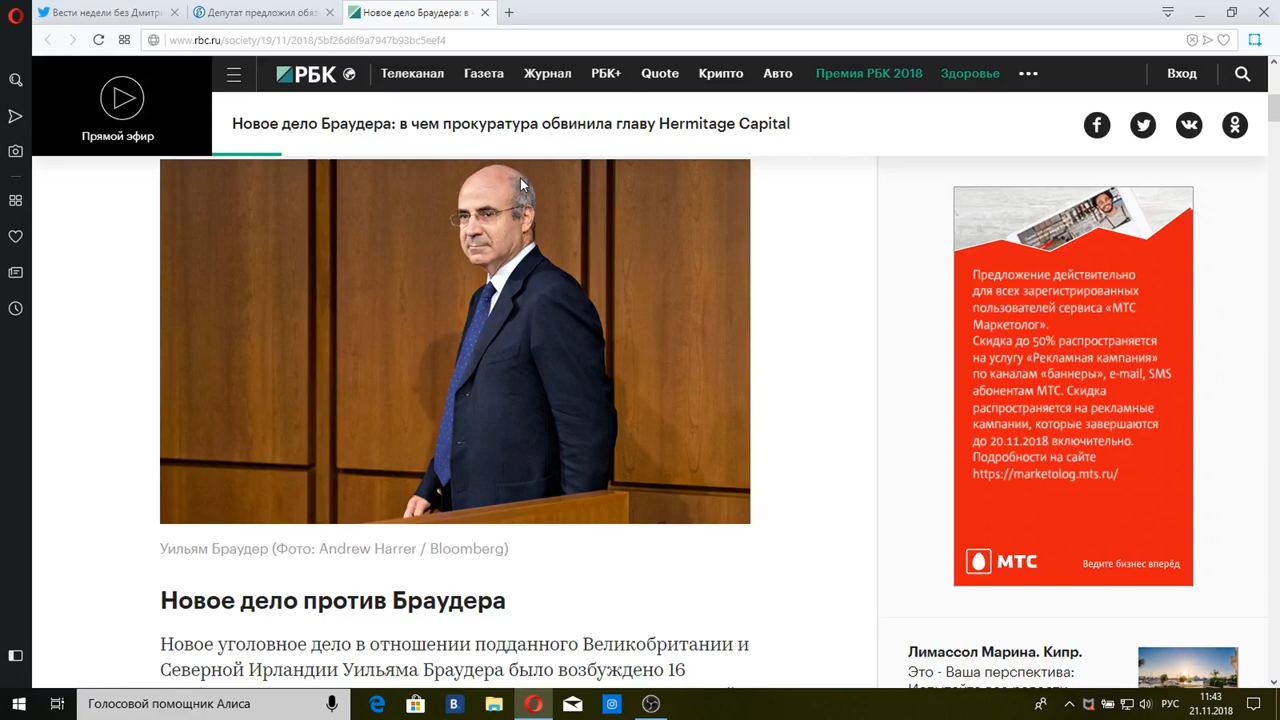 Вести недели без Дмитри
Депутат предложил обяз
Новое дело Браудера: в ч
www.rbc.ru/society/19/11/2018/5bf26d6f9a7947b93bc5eef4
Прямой эфир
РБК
Телеканал Газета Журнал РБК+ Quote Крипто Авто Премия РБК 2018 Здоровье
Вход
Новое дело Браудера: в чем прокуратура обвинила главу Hermitage Capital
Уильям Браудер (Фото: Andrew Harrer / Bloomberg)
Новое дело против Браудера
Новое уголовное дело в отношении подданного Великобритании и
Северной Ирландии Уильяма Браудера было возбуждено 16
Предложение действительно
для всех зарегистрированных
пользователей сервиса «МТС
Маркетолог».
Скидка до 50% распространяется
на услугу «Рекламная кампания»
по каналам «баннеры», e-mail, SMS
абонентам МТС. Скидка
распространяется на рекламные
кампании, которые завершаются
до 20.11.2018 включительно.
Подробности на сайте
https://marketolog.mts.ru/
МТС
Ведите бизнес вперёд
Лимассол Марина. Кипр.
Это - Ваша перспектива:
Голосовой помощник Алиса
РУС
11:43
21.11.2018